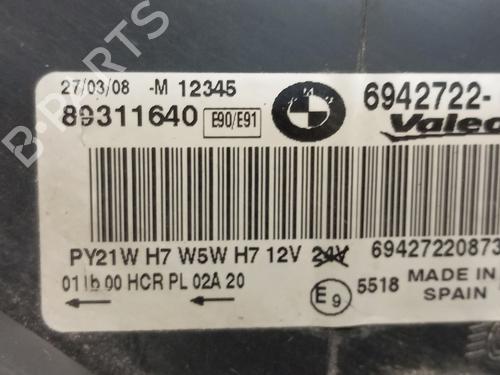 B-PARTS
27/03/08 -M 12345
89311640 E90/E91 6942722-
Valeo
PY21W H7 W5W H7 12V 24V 69427220873
01 Ib 00 HCR PL 02A 20
E9 5518 MADE IN
SPAIN